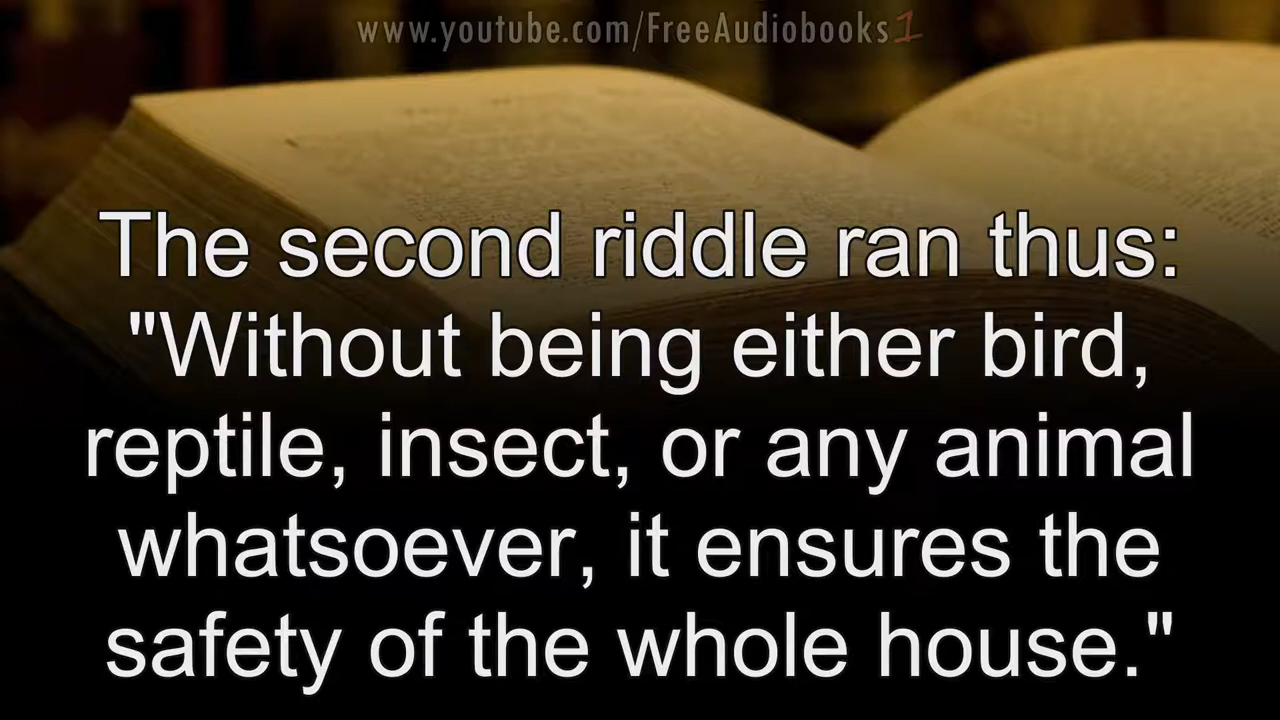 www.youtube.com/FreeAudiobooks1
The second riddle ran thus:
"Without being either bird,
reptile, insect, or any animal
whatsoever, it ensures the
safety of the whole house."